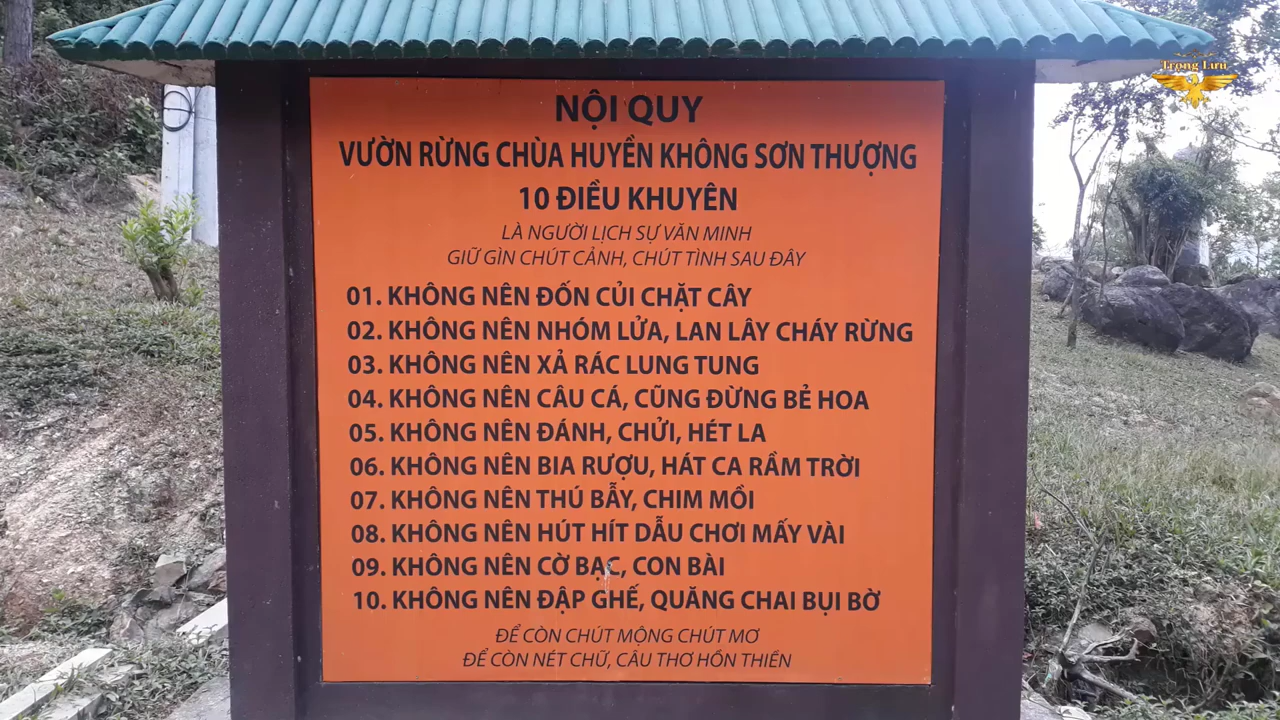 Trọng Lưu
NỘI QUY
VƯỜN RỪNG CHÙA HUYỀN KHÔNG SƠN THƯỢNG
10 ĐIỀU KHUYÊN
LÀ NGƯỜI LỊCH SỰ VĂN MINH
GIỮ GÌN CHÚT CẢNH, CHÚT TÌNH SAU ĐÂY
01. KHÔNG NÊN ĐỐN CỦI CHẶT CÂY
02. KHÔNG NÊN NHÓM LỬA, LAN LÂY CHÁY RỪNG
03. KHÔNG NÊN XẢ RÁC LUNG TUNG
04. KHÔNG NÊN CÂU CÁ, CŨNG ĐỪNG BẺ HOA
05. KHÔNG NÊN ĐÁNH, CHỬI, HÉT LA
06. KHÔNG NÊN BIA RƯỢU, HÁT CA RẦM TRỜI
07. KHÔNG NÊN THÚ BẪY, CHIM MỒI
08. KHÔNG NÊN HÚT HÍT DẪU CHƠI MẤY VÀI
09. KHÔNG NÊN CỜ BẠC, CON BÀI
10. KHÔNG NÊN ĐẬP GHẾ, QUĂNG CHAI BỤI BỜ
ĐỂ CÒN CHÚT MỘNG CHÚT MƠ
ĐỂ CÒN NÉT CHỮ, CÂU THƠ HỒN THIỀN